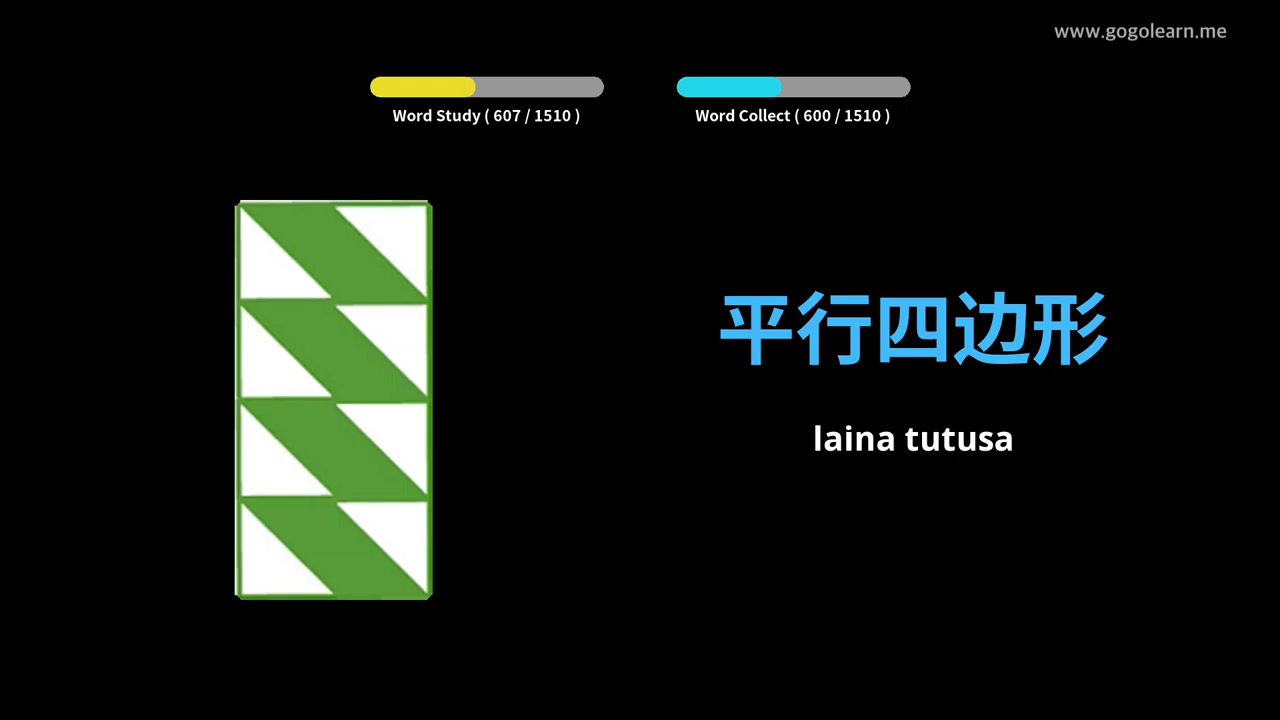 www.gogolearn.me
Word Study ( 607 / 1510 )
Word Collect ( 600 / 1510 )
平行四边形
laina tutusa